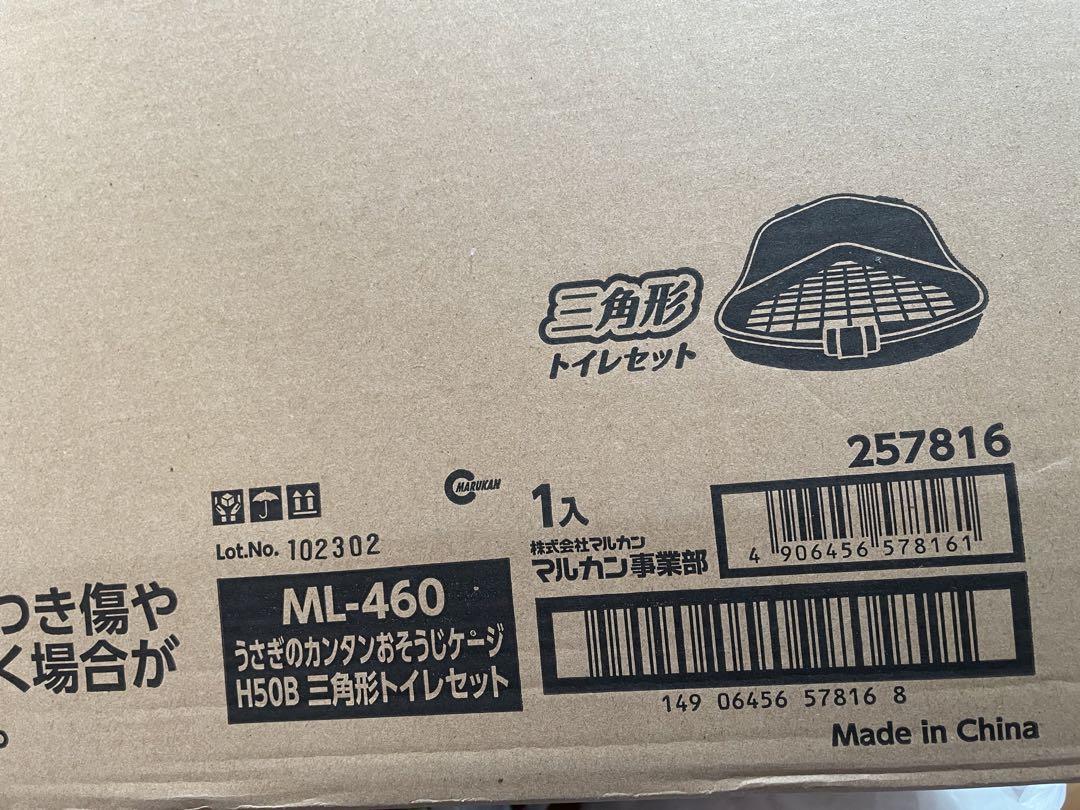 三角形
トイレセット
257816
MARUKAN
1入
Lot.No. 102302
株式会社マルカン
マルカン事業部
4 906456 578161
つき傷や
く場合が
。
ML-460
うさぎのカンタンおそうじケージ
H50B 三角形トイレセット
149 06456 57816 8
Made in China